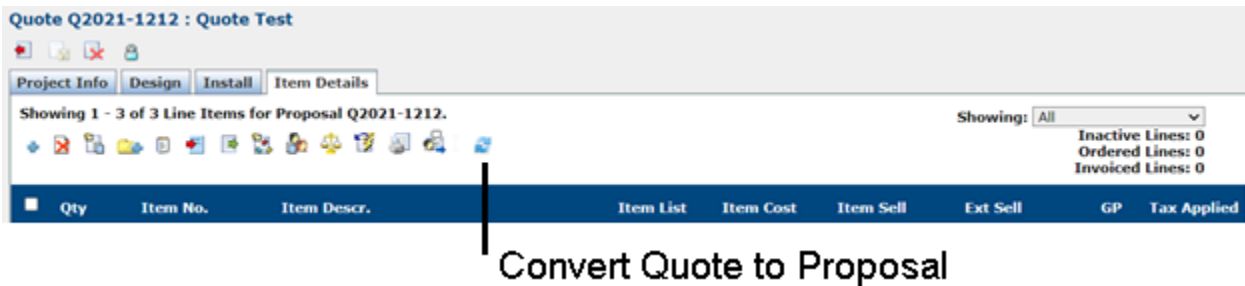 Quote Q2021-1212 : Quote Test
Project Info Design Install Item Details
Showing 1 - 3 of 3 Line Items for Proposal Q2021-1212.
Showing: All
Inactive Lines: 0
Ordered Lines: 0
Invoiced Lines: 0
Qty Item No. Item Descr. Item List Item Cost Item Sell Ext Sell GP Tax Applied
Convert Quote to Proposal